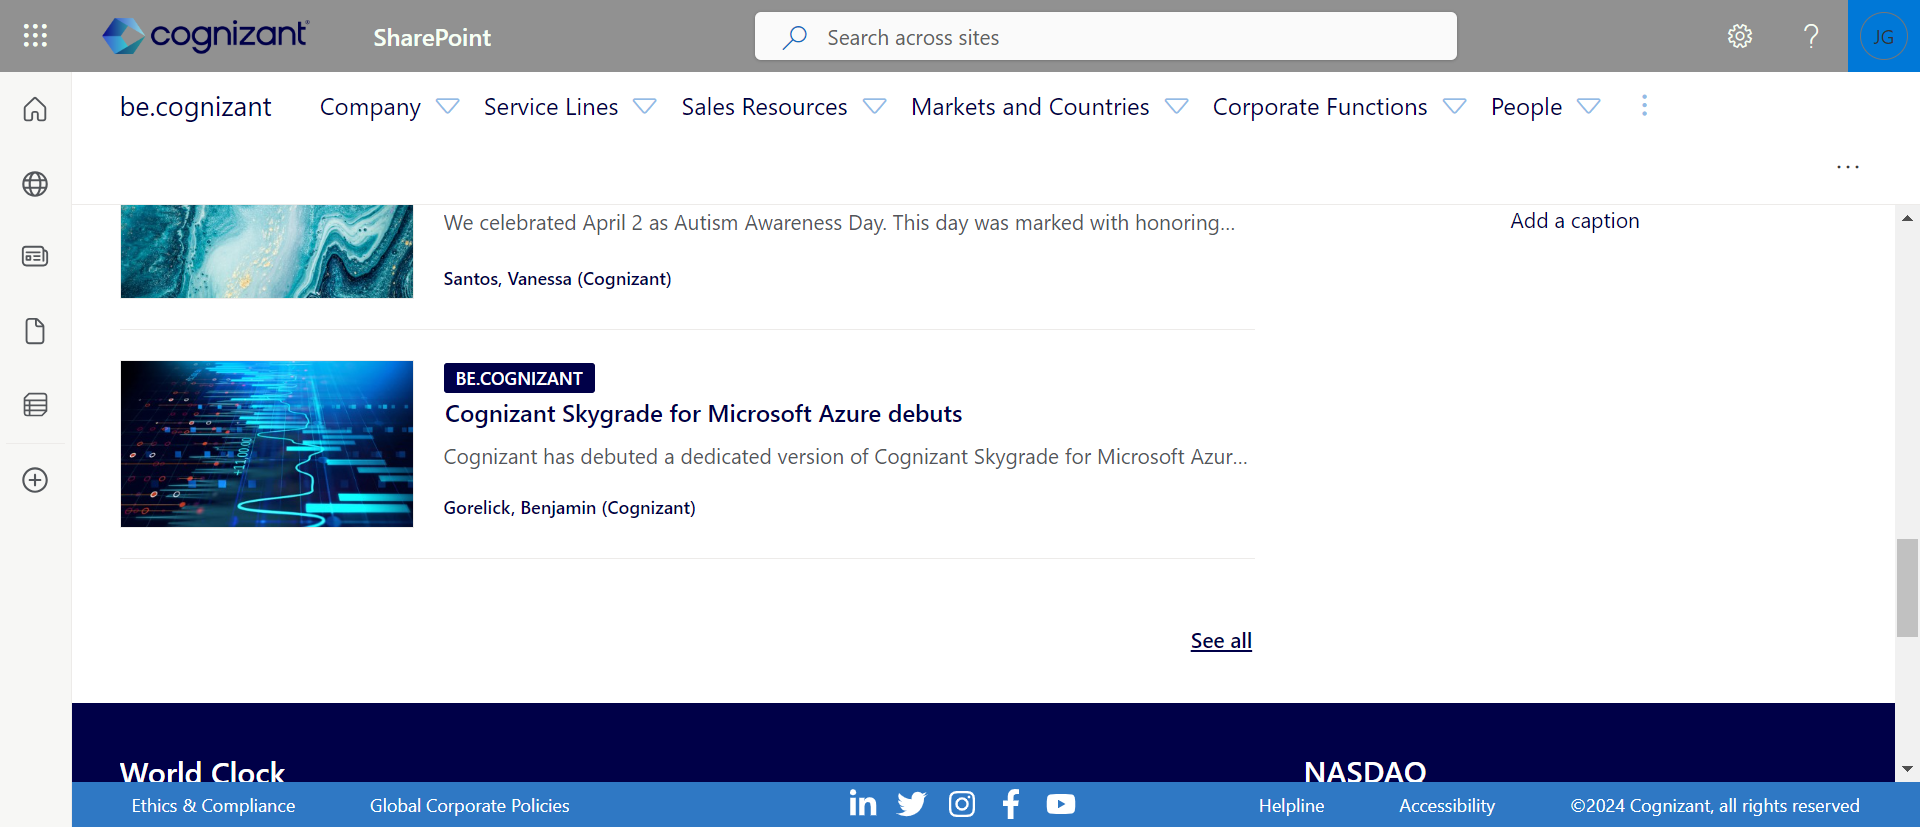 cognizant
SharePoint
Search across sites
JG
be.cognizant
Company
Service Lines
Sales Resources
Markets and Countries
Corporate Functions
People
We celebrated April 2 as Autism Awareness Day. This day was marked with honoring...
Add a caption
Santos, Vanessa (Cognizant)
BE.COGNIZANT
Cognizant Skygrade for Microsoft Azure debuts
Cognizant has debuted a dedicated version of Cognizant Skygrade for Microsoft Azur...
Gorelick, Benjamin (Cognizant)
See all
World Clock
NASDAQ
Ethics & Compliance
Global Corporate Policies
Helpline
Accessibility
©2024 Cognizant, all rights reserved